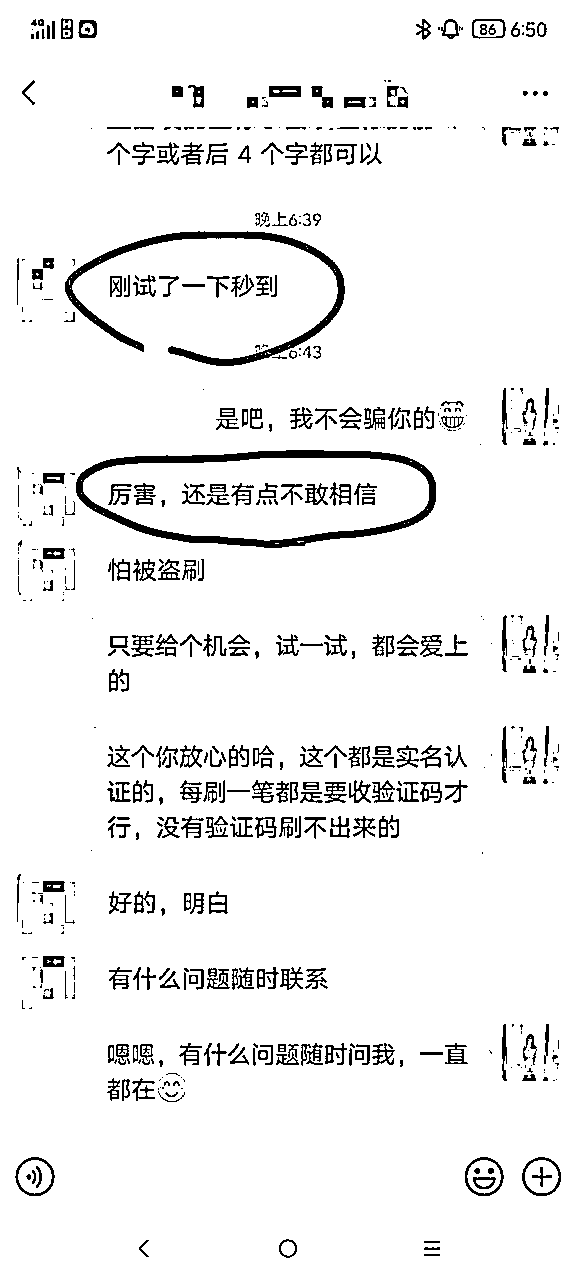 4G
86
6:50
个字或者后 4 个字都可以
晚上6:39
刚试了一下秒到
晚上6:43
是吧，我不会骗你的😁
厉害，还是有点不敢相信
怕被盗刷
只要给个机会，试一试，都会爱上
的
这个你放心的哈，这个都是实名认
证的，每刷一笔都是要收验证码才
行，没有验证码刷不出来的
好的，明白
有什么问题随时联系
嗯嗯，有什么问题随时问我，一直
都在😊